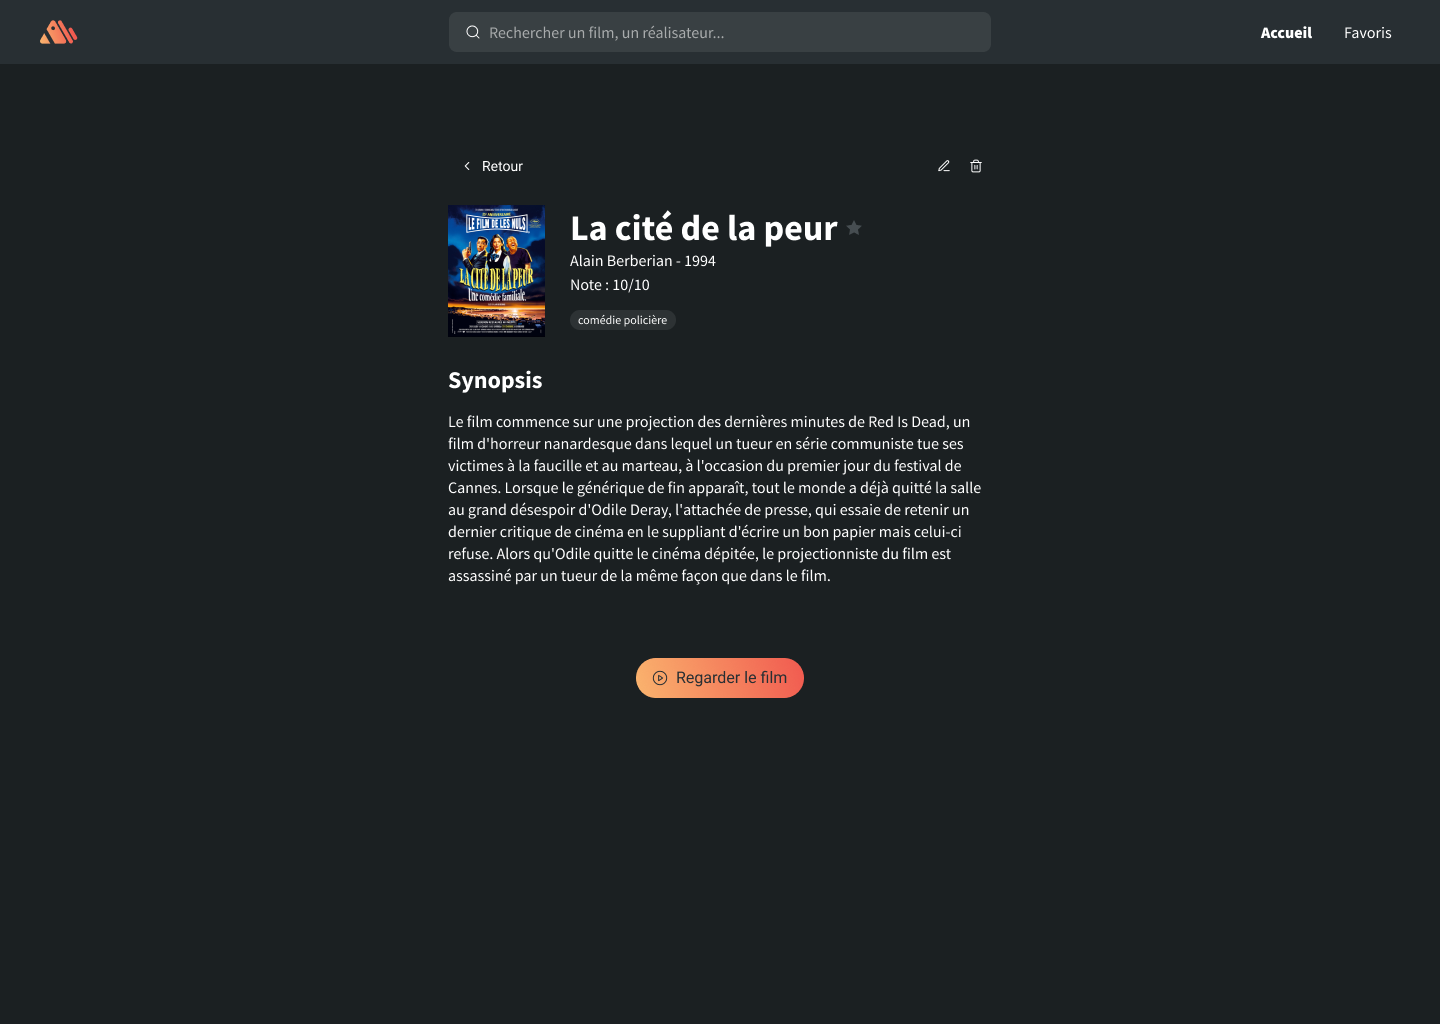 Rechercher un film, un réalisateur...
Accueil
Favoris
Retour
LE FILM DE LES NULS
LA CITÉ DE LA PEUR
Une comédie familiale.
La cité de la peur
Alain Berberian - 1994
Note : 10/10
comédie policière
Synopsis
Le film commence sur une projection des dernières minutes de Red Is Dead, un
film d'horreur nanardesque dans lequel un tueur en série communiste tue ses
victimes à la faucille et au marteau, à l'occasion du premier jour du festival de
Cannes. Lorsque le générique de fin apparaît, tout le monde a déjà quitté la salle
au grand désespoir d'Odile Deray, l'attachée de presse, qui essaie de retenir un
dernier critique de cinéma en le suppliant d'écrire un bon papier mais celui-ci
refuse. Alors qu'Odile quitte le cinéma dépitée, le projectionniste du film est
assassiné par un tueur de la même façon que dans le film.
Regarder le film